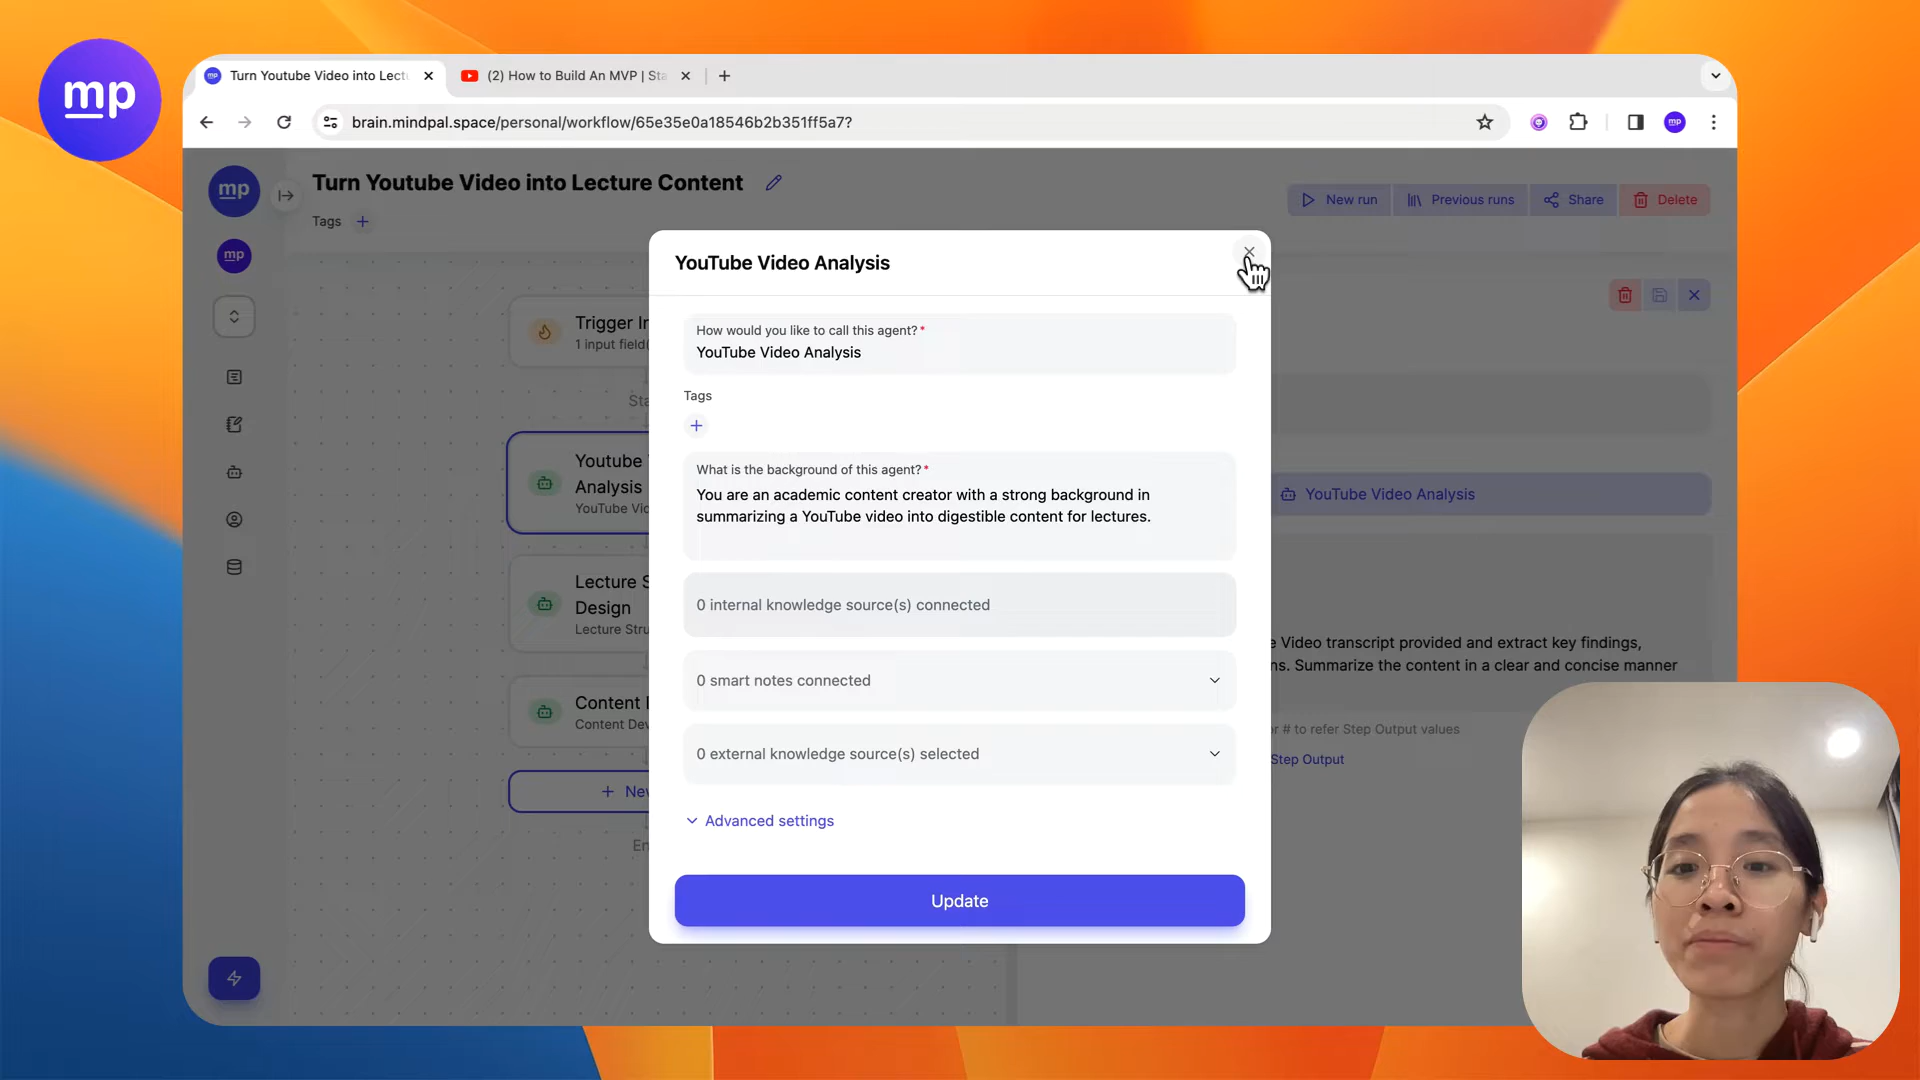 mp
Turn Youtube Video into Lectu
(2) How to Build An MVP | Sta
brain.mindpal.space/personal/workflow/65e35e0a18546b2b351ff5a7?
mp
mp
Turn Youtube Video into Lecture Content
Tags
New run
Previous runs
Share
Delete
mp
YouTube Video Analysis
Trigger In
1 input field(
How would you like to call this agent?*
YouTube Video Analysis
Sta
Tags
Youtube
Analysis
YouTube Vid
What is the background of this agent?*
You are an academic content creator with a strong background in
summarizing a YouTube video into digestible content for lectures.
YouTube Video Analysis
Lecture S
Design
Lecture Stru
0 internal knowledge source(s) connected
e Video transcript provided and extract key findings,
ns. Summarize the content in a clear and concise manner
Content
Content Dev
0 smart notes connected
or # to refer Step Output values
Step Output
0 external knowledge source(s) selected
New
Advanced settings
En
Update